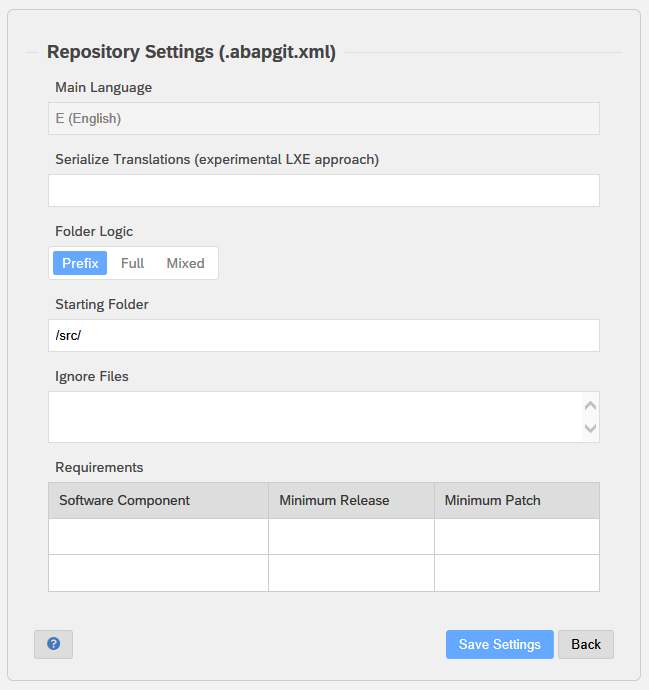 Repository Settings (.abapgit.xml)
Main Language
E (English)
Serialize Translations (experimental LXE approach)
Folder Logic
Prefix Full Mixed
Starting Folder
/src/
Ignore Files
Requirements
Software Component Minimum Release Minimum Patch
? Save Settings Back